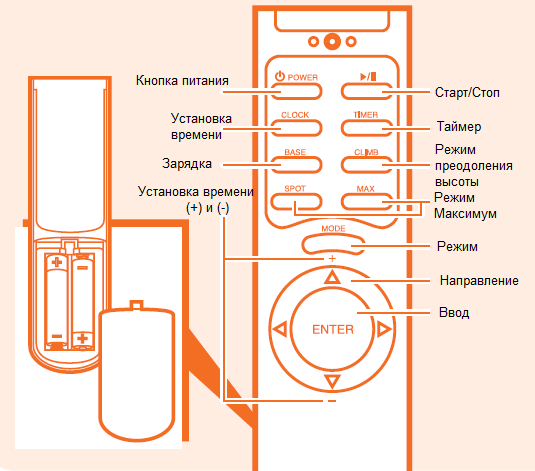 Кнопка питания
POWER
Старт/Стоп
Установка
времени
CLOCK
TIMER
Таймер
Зарядка
BASE
CLIMB
Режим
преодоления
высоты
Установка времени
(+) и (-)
SPOT
MAX
Режим
Максимум
MODE
Режим
+
Направление
ENTER
Ввод
–
+
–
–
+